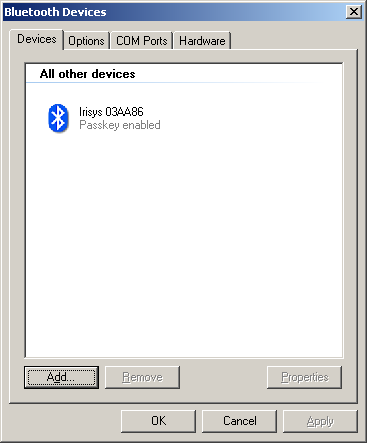 Bluetooth Devices
Devices Options COM Ports Hardware
All other devices
Irisys 03AA86
Passkey enabled
Add... Remove Properties
OK Cancel Apply